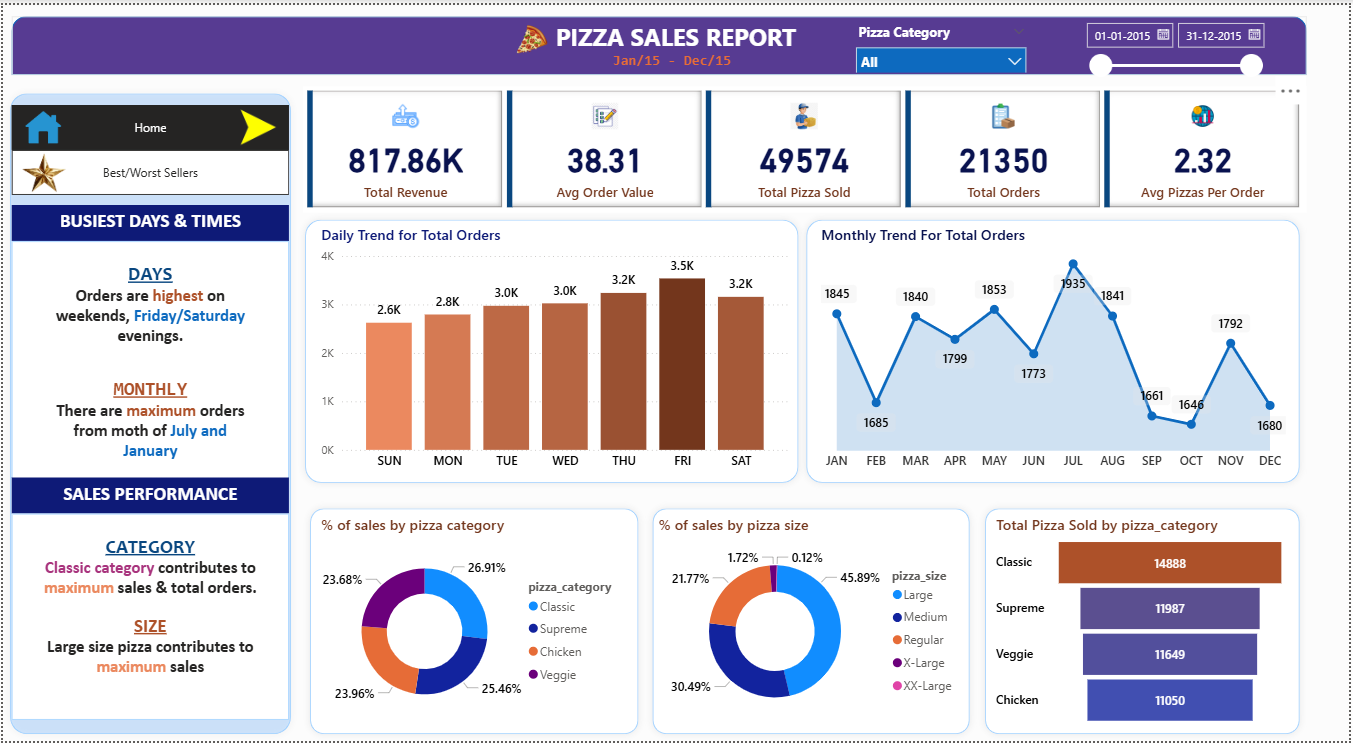 PIZZA SALES REPORT
Jan/15 - Dec/15
Pizza Category
All
01-01-2015
31-12-2015
Home
Best/Worst Sellers
BUSIEST DAYS & TIMES
DAYS
Orders are highest on
weekends, Friday/Saturday
evenings.
MONTHLY
There are maximum orders
from moth of July and
January
SALES PERFORMANCE
CATEGORY
Classic category contributes to
maximum sales & total orders.
SIZE
Large size pizza contributes to
maximum sales
817.86K
Total Revenue
38.31
Avg Order Value
49574
Total Pizza Sold
21350
Total Orders
2.32
Avg Pizzas Per Order
Daily Trend for Total Orders
4K
3K
2K
1K
0K
2.6K
2.8K
3.0K
3.0K
3.2K
3.5K
3.2K
SUN MON TUE WED THU FRI SAT
Monthly Trend For Total Orders
1845
1685
1840
1799
1853
1773
1935
1841
1661
1646
1792
1680
JAN FEB MAR APR MAY JUN JUL AUG SEP OCT NOV DEC
% of sales by pizza category
26.91%
25.46%
23.96%
23.68%
pizza_category
Classic
Supreme
Chicken
Veggie
% of sales by pizza size
1.72%
0.12%
21.77%
45.89%
30.49%
pizza_size
Large
Medium
Regular
X-Large
XX-Large
Total Pizza Sold by pizza_category
Classic 14888
Supreme 11987
Veggie 11649
Chicken 11050